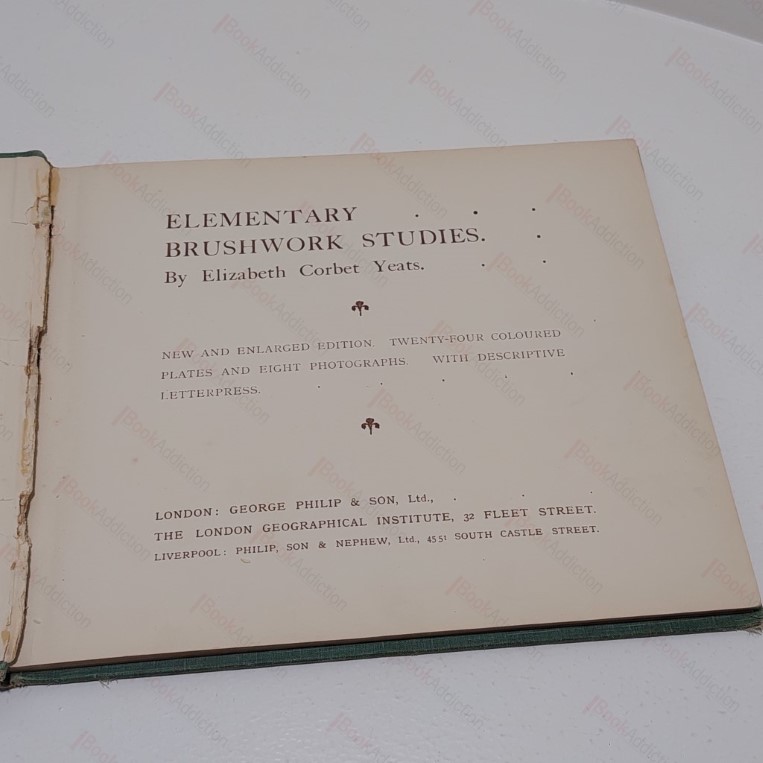 ELEMENTARY . . .
BRUSHWORK STUDIES. .
By Elizabeth Corbet Yeats. . .
NEW AND ENLARGED EDITION. TWENTY-FOUR COLOURED
PLATES AND EIGHT PHOTOGRAPHS. WITH DESCRIPTIVE
LETTERPRESS. . . . . .
LONDON: GEORGE PHILIP & SON, Ltd., . . .
THE LONDON GEOGRAPHICAL INSTITUTE, 32 FLEET STREET.
LIVERPOOL: PHILIP, SON & NEPHEW, Ltd., 45 51 SOUTH CASTLE STREET.
BookAddiction